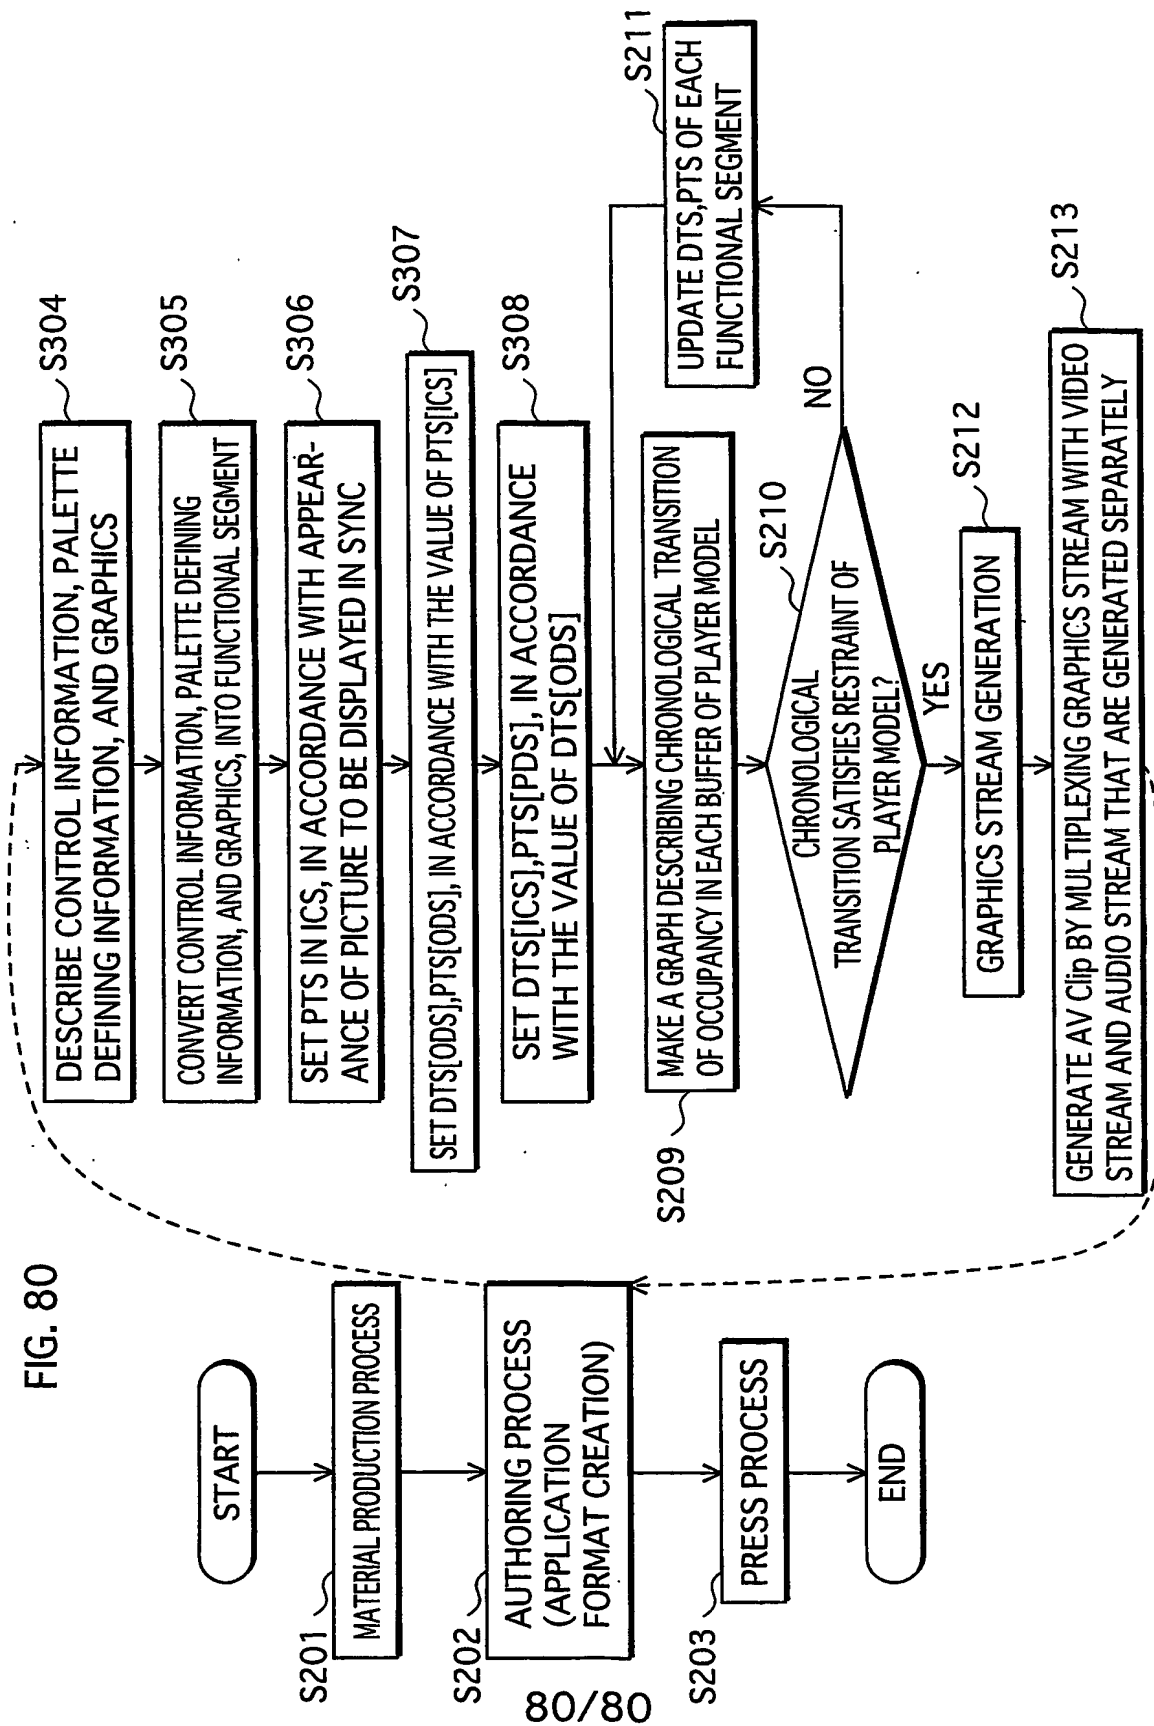 FIG. 80
START
S201
MATERIAL PRODUCTION PROCESS
S202
AUTHORING PROCESS
(APPLICATION
FORMAT CREATION)
S203
PRESS PROCESS
END
S304
DESCRIBE CONTROL INFORMATION, PALETTE
DEFINING INFORMATION, AND GRAPHICS
S305
CONVERT CONTROL INFORMATION, PALETTE DEFINING
INFORMATION, AND GRAPHICS, INTO FUNCTIONAL SEGMENT
S306
SET PTS IN ICS, IN ACCORDANCE WITH APPEAR-
ANCE OF PICTURE TO BE DISPLAYED IN SYNC
S307
SET DTS[ODS],PTS[ODS], IN ACCORDANCE WITH THE VALUE OF PTS[ICS]
S308
SET DTS[ICS],PTS[PDS], IN ACCORDANCE
WITH THE VALUE OF DTS[ODS]
S209
MAKE A GRAPH DESCRIBING CHRONOLOGICAL TRANSITION
OF OCCUPANCY IN EACH BUFFER OF PLAYER MODEL
S210
CHRONOLOGICAL
TRANSITION SATISFIES RESTRAINT OF
PLAYER MODEL?
NO
YES
S211
UPDATE DTS,PTS OF EACH
FUNCTIONAL SEGMENT
S212
GRAPHICS STREAM GENERATION
S213
GENERATE AV Clip BY MULTIPLEXING GRAPHICS STREAM WITH VIDEO
STREAM AND AUDIO STREAM THAT ARE GENERATED SEPARATELY
80/80